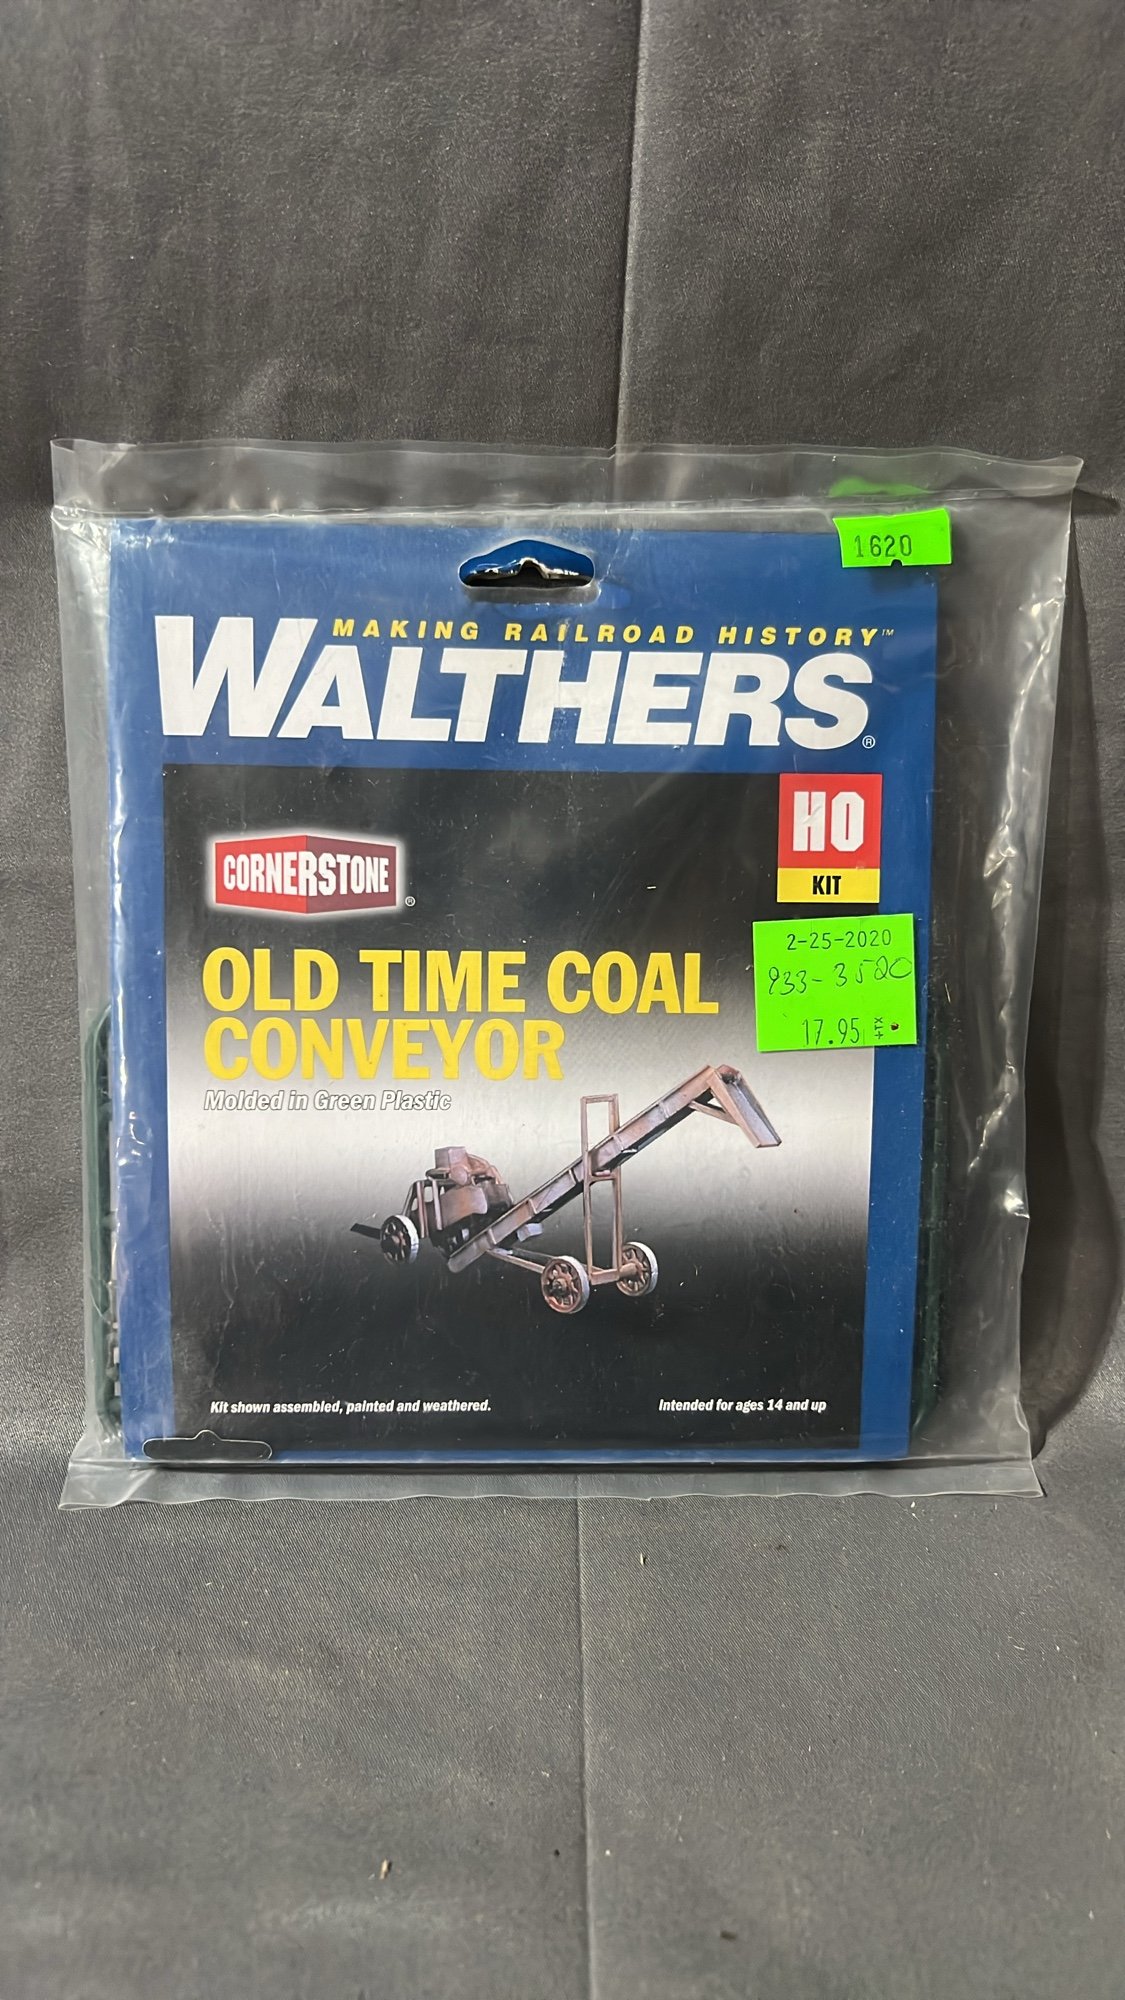 1620
MAKING RAILROAD HISTORY™
WALTHERS®
HO
KIT
CORNERSTONE®
2-25-2020
933-3520
17.95 +TX
OLD TIME COAL
CONVEYOR
Molded in Green Plastic
Kit shown assembled, painted and weathered.
Intended for ages 14 and up